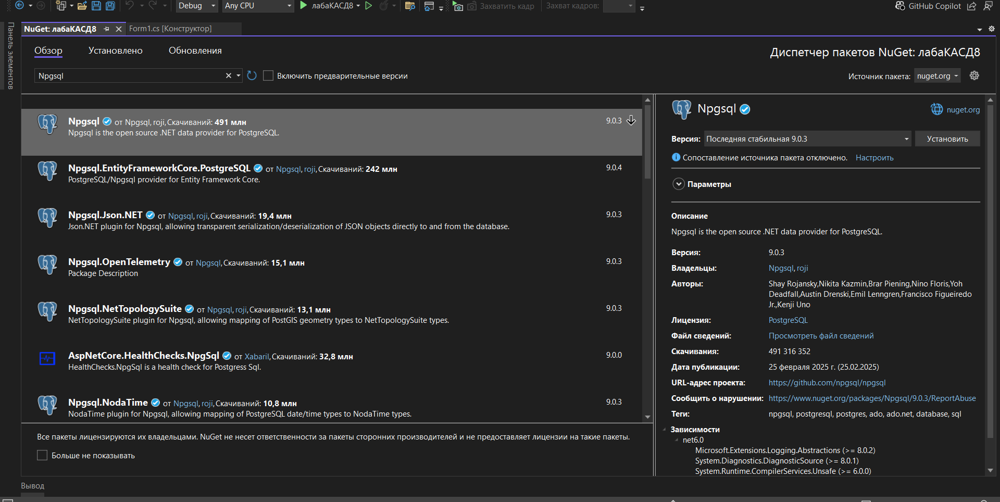 Debug
Any CPU
лабаКАСД8
Захватить кадр
Захват кадров:
GitHub Copilot
Панель элементов
NuGet: лабаКАСД8
Form1.cs [Конструктор]
Обзор
Установлено
Обновления
Диспетчер пакетов NuGet: лабаКАСД8
Npgsql
Включить предварительные версии
Источник пакета: nuget.org
Npgsql от Npgsql, roji, Скачиваний: 491 млн 9.0.3
Npgsql is the open source .NET data provider for PostgreSQL.
Npgsql.EntityFrameworkCore.PostgreSQL от Npgsql, roji, Скачиваний: 242 млн 9.0.4
PostgreSQL/Npgsql provider for Entity Framework Core.
Npgsql.Json.NET от Npgsql, roji, Скачиваний: 19,4 млн 9.0.3
Json.NET plugin for Npgsql, allowing transparent serialization/deserialization of JSON objects directly to and from the database.
Npgsql.OpenTelemetry от Npgsql, Скачиваний: 15,1 млн 9.0.3
Package Description
Npgsql.NetTopologySuite от Npgsql, roji, Скачиваний: 13,1 млн 9.0.3
NetTopologySuite plugin for Npgsql, allowing mapping of PostGIS geometry types to NetTopologySuite types.
AspNetCore.HealthChecks.NpgSql от Xabaril, Скачиваний: 32,8 млн 9.0.0
HealthChecks.NpgSql is a health check for Postgress Sql.
Npgsql.NodaTime от Npgsql, roji, Скачиваний: 10,8 млн 9.0.3
NodaTime plugin for Npgsql, allowing mapping of PostgreSQL date/time types to NodaTime types.
Все пакеты лицензируются их владельцами. NuGet не несет ответственности за пакеты сторонних производителей и не предоставляет лицензии на такие пакеты.
Больше не показывать
Npgsql
nuget.org
Версия: Последняя стабильная 9.0.3
Установить
Сопоставление источника пакета отключено. Настроить
Параметры
Описание
Npgsql is the open source .NET data provider for PostgreSQL.
Версия: 9.0.3
Владельцы: Npgsql, roji
Авторы: Shay Rojansky,Nikita Kazmin,Brar Piening,Nino Floris,Yoh
Deadfall,Austin Drenski,Emil Lenngren,Francisco Figueiredo
Jr.,Kenji Uno
Лицензия: PostgreSQL
Файл сведений: Просмотреть файл сведений
Скачивания: 491 316 352
Дата публикации: 25 февраля 2025 г. (25.02.2025)
URL-адрес проекта: https://github.com/npgsql/npgsql
Сообщить о нарушении: https://www.nuget.org/packages/Npgsql/9.0.3/ReportAbuse
Теги: npgsql, postgresql, postgres, ado, ado.net, database, sql
Зависимости
net6.0
Microsoft.Extensions.Logging.Abstractions (>= 8.0.2)
System.Diagnostics.DiagnosticSource (>= 8.0.1)
System.Runtime.CompilerServices.Unsafe (>= 6.0.0)
Вывод